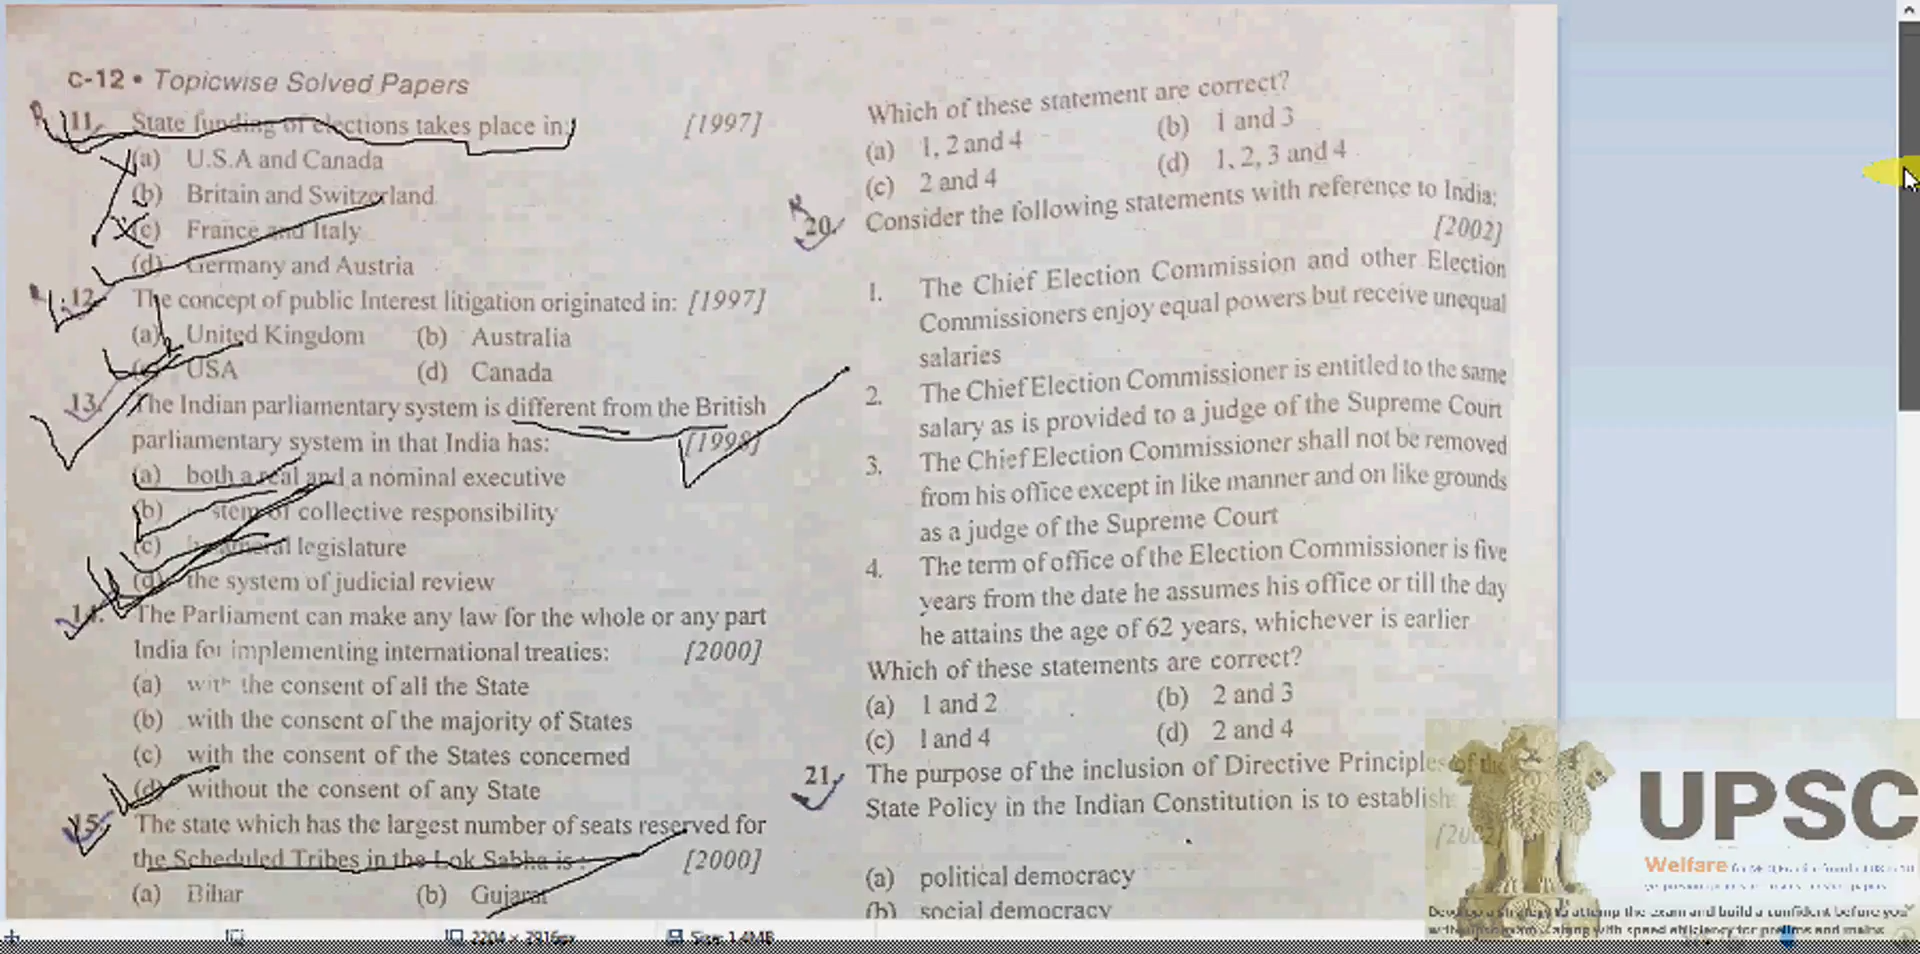 C-12 • Topicwise Solved Papers
11. State funding of elections takes place in: [1997]
(a) U.S.A and Canada
(b) Britain and Switzerland
(c) France and Italy
(d) Germany and Austria
12. The concept of public Interest litigation originated in: [1997]
(a) United Kingdom (b) Australia
USA (d) Canada
13. The Indian parliamentary system is different from the British
parliamentary system in that India has: [1998]
(a) both a real and a nominal executive
(b) of collective responsibility
(c) legislature
(d) the system of judicial review
14. The Parliament can make any law for the whole or any part
India for implementing international treaties: [2000]
(a) with the consent of all the State
(b) with the consent of the majority of States
(c) with the consent of the States concerned
(d) without the consent of any State
15. The state which has the largest number of seats reserved for
the Scheduled Tribes in the Lok Sabha is : [2000]
(a) Bihar (b) Gujarat
Which of these statement are correct?
(a) 1, 2 and 4 (b) 1 and 3
(c) 2 and 4 (d) 1, 2, 3 and 4
20. Consider the following statements with reference to India:
[2002]
1. The Chief Election Commission and other Election
Commissioners enjoy equal powers but receive unequal
salaries
2. The Chief Election Commissioner is entitled to the same
salary as is provided to a judge of the Supreme Court
3. The Chief Election Commissioner shall not be removed
from his office except in like manner and on like grounds
as a judge of the Supreme Court
4. The term of office of the Election Commissioner is five
years from the date he assumes his office or till the day
he attains the age of 62 years, whichever is earlier
Which of these statements are correct?
(a) 1 and 2 (b) 2 and 3
(c) 1 and 4 (d) 2 and 4
21. The purpose of the inclusion of Directive Principles of the
State Policy in the Indian Constitution is to establish
[2002]
(a) political democracy
(b) social democracy
UPSC
Welfare
2204 × 2916px Size: 1.4MB